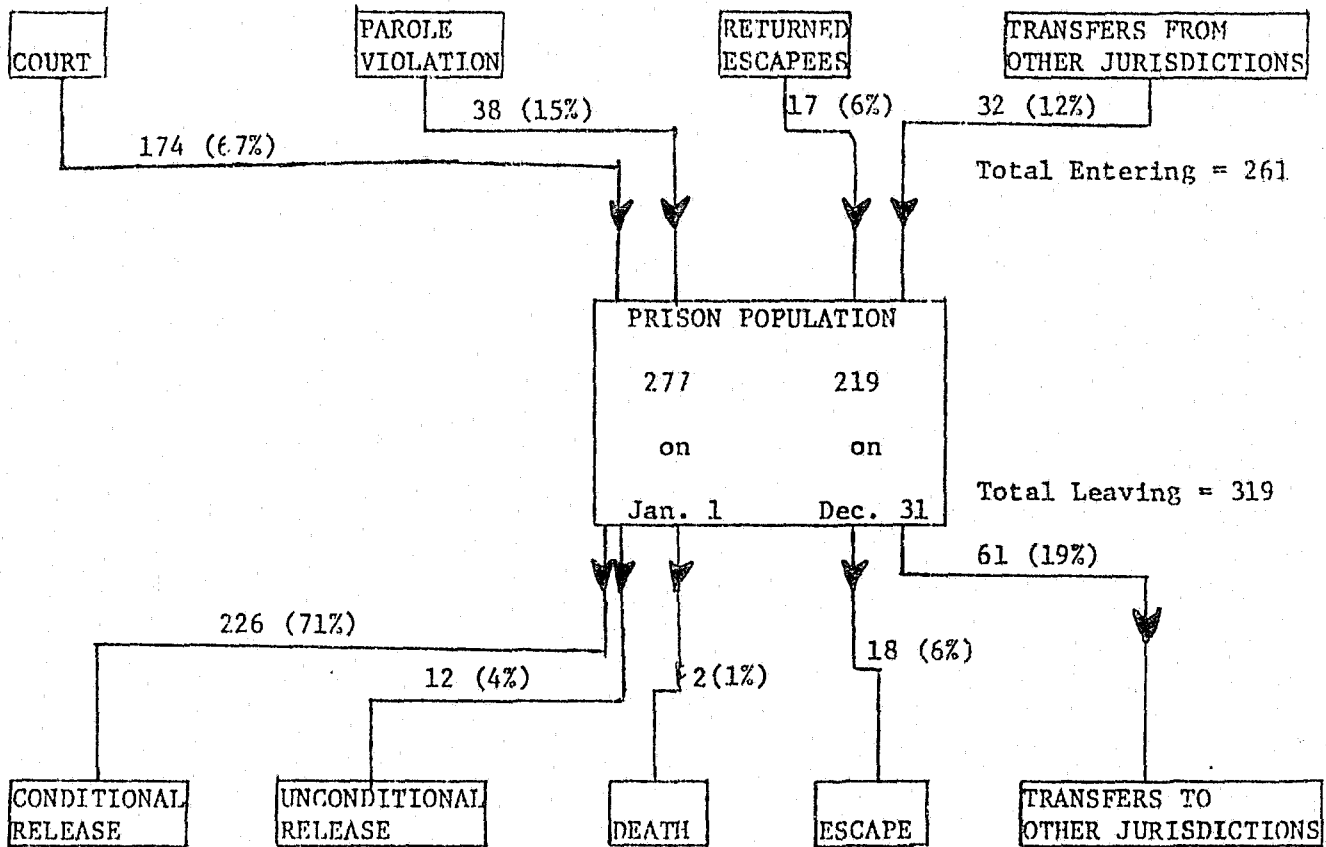 COURT
PAROLE
VIOLATION
RETURNED
ESCAPEES
TRANSFERS FROM
OTHER JURISDICTIONS
38 (15%)
17 (6%)
32 (12%)
174 (67%)
Total Entering = 261
PRISON POPULATION
277 219
on on
Jan. 1 Dec. 31
Total Leaving = 319
61 (19%)
226 (71%)
12 (4%)
2(1%)
18 (6%)
CONDITIONAL
RELEASE
UNCONDITIONAL
RELEASE
DEATH
ESCAPE
TRANSFERS TO
OTHER JURISDICTIONS